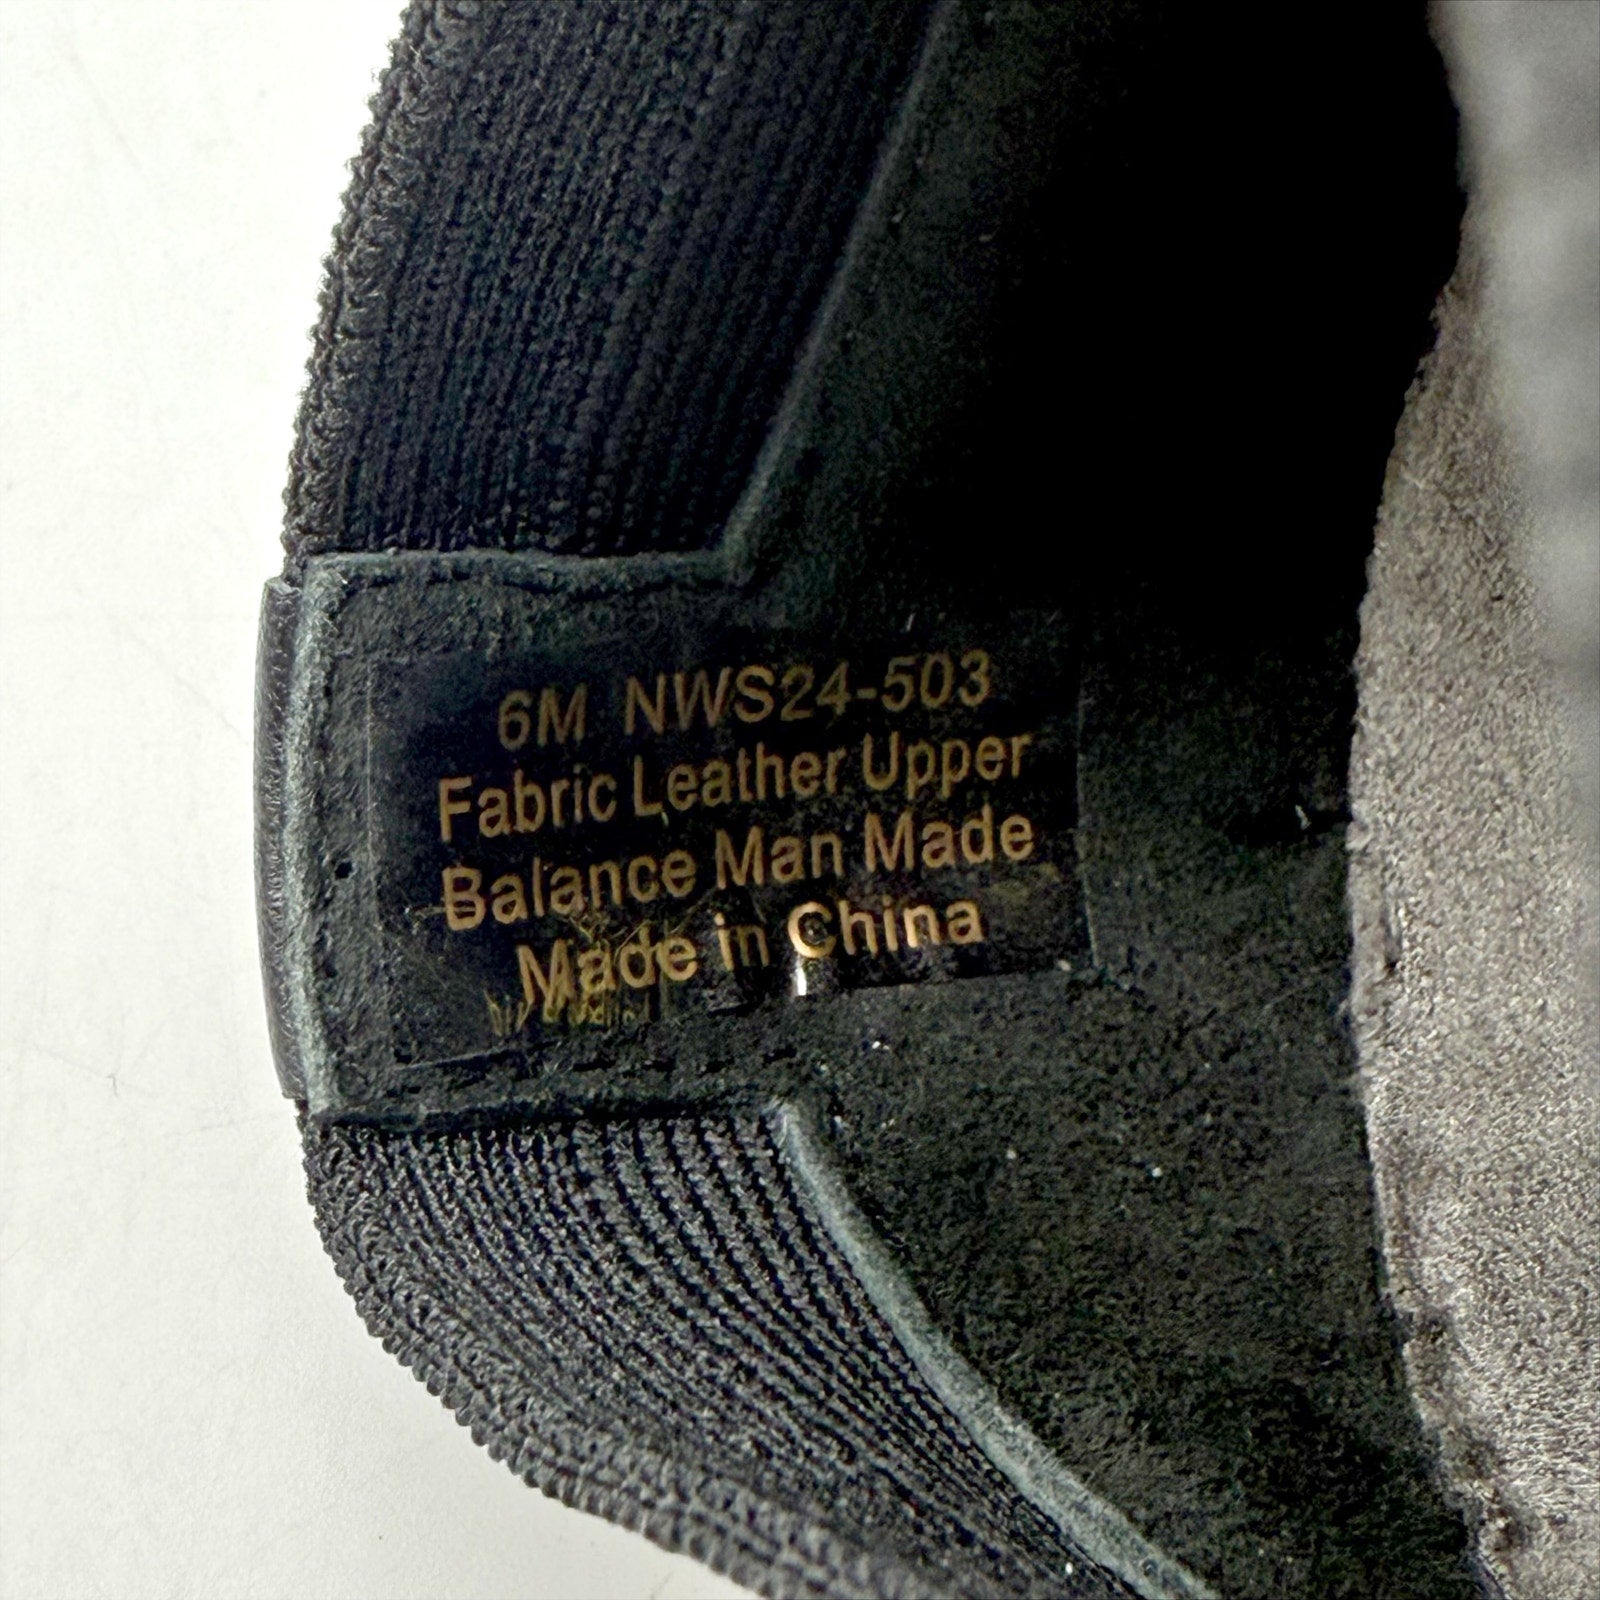 6M NWS24-503
Fabric Leather Upper
Balance Man Made
Made in China